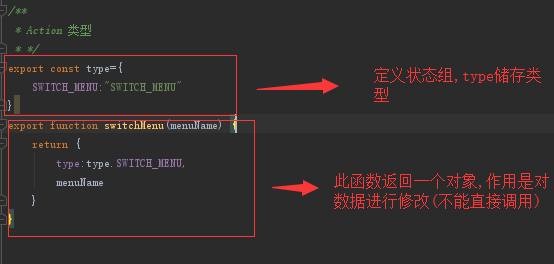 /**
* Action 类型
* */
export const type={
SWITCH_MENU:"SWITCH_MENU"
}
定义状态组,type储存类型
export function switchMenu(menuName) {
return {
type:type.SWITCH_MENU,
menuName
}
}
此函数返回一个对象,作用是对
数据进行修改(不能直接调用)